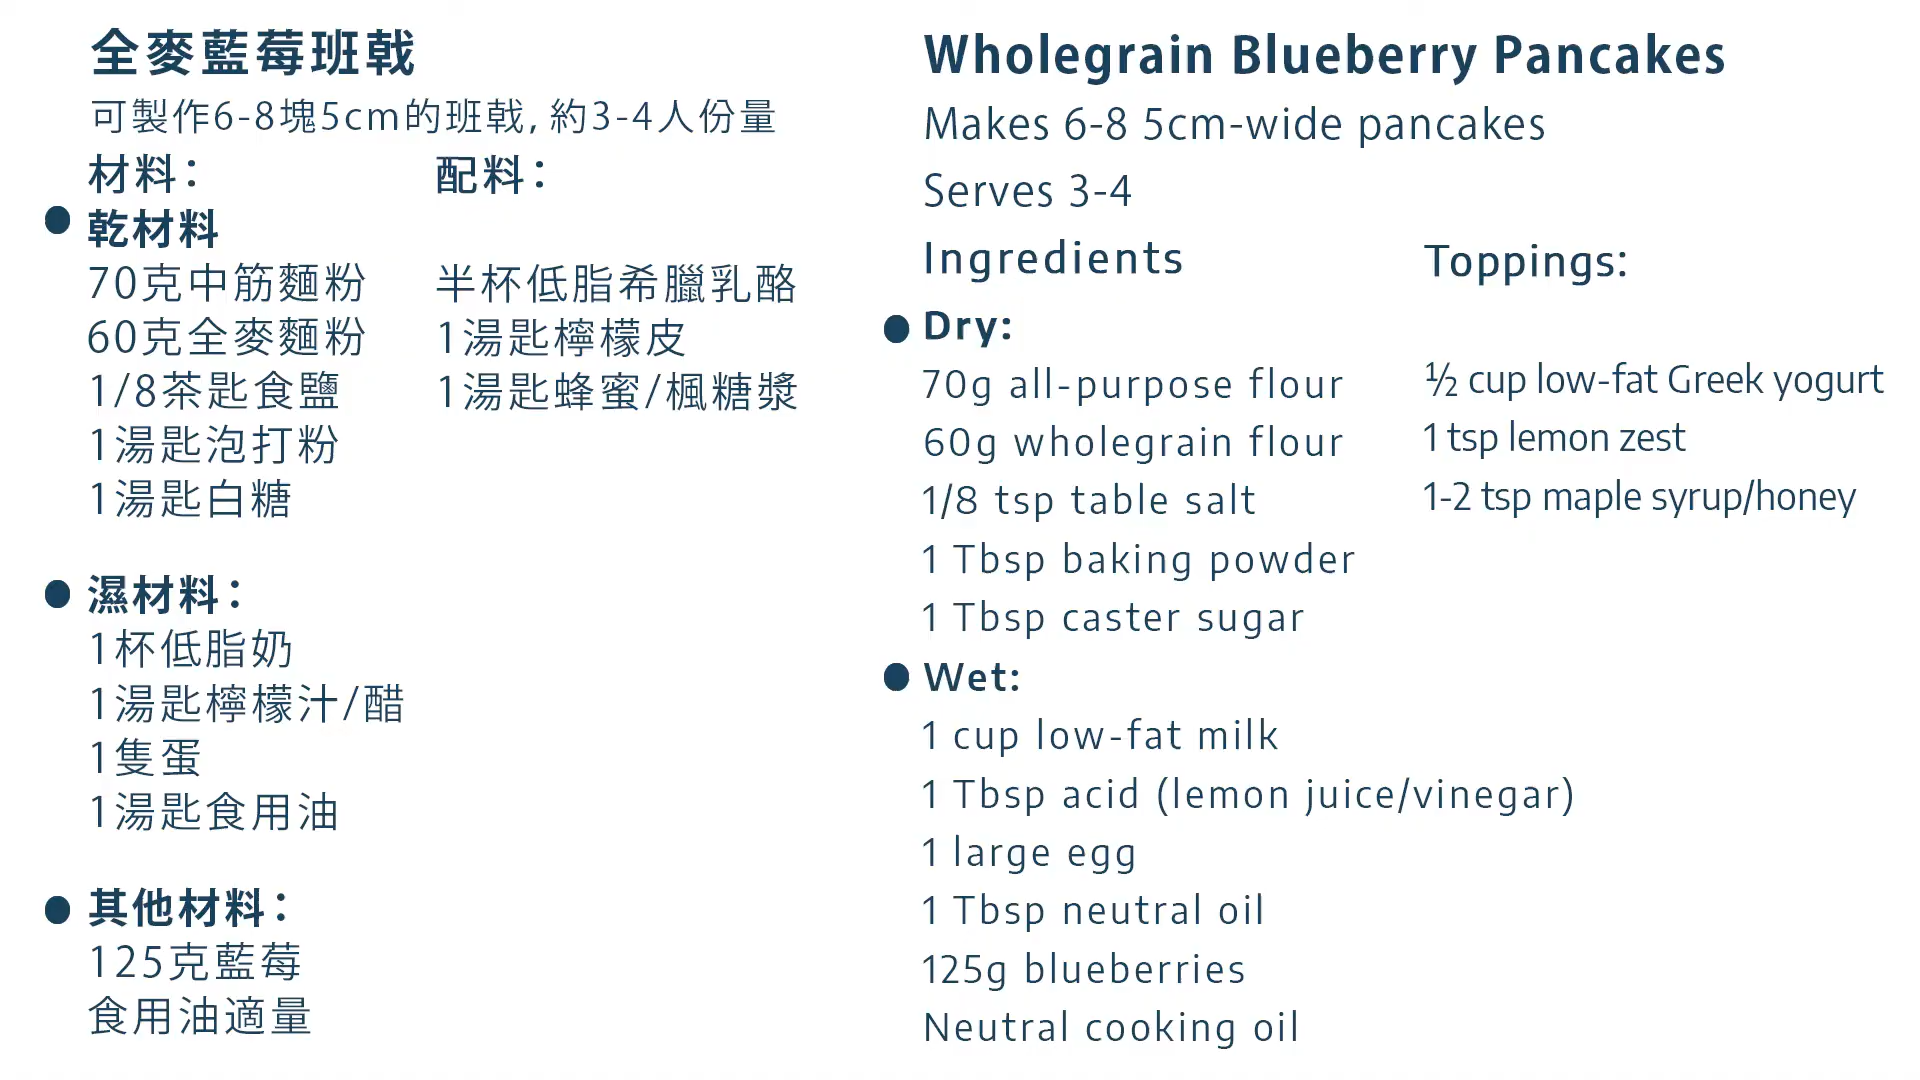 全麥藍莓班戟
可製作6-8塊5cm的班戟, 約3-4人份量
材料：
乾材料
70克中筋麵粉
60克全麥麵粉
1/8茶匙食鹽
1湯匙泡打粉
1湯匙白糖
濕材料：
1杯低脂奶
1湯匙檸檬汁/醋
1隻蛋
1湯匙食用油
其他材料：
125克藍莓
食用油適量
配料：
半杯低脂希臘乳酪
1湯匙檸檬皮
1湯匙蜂蜜/楓糖漿
Wholegrain Blueberry Pancakes
Makes 6-8 5cm-wide pancakes
Serves 3-4
Ingredients
Dry:
70g all-purpose flour
60g wholegrain flour
1/8 tsp table salt
1 Tbsp baking powder
1 Tbsp caster sugar
Wet:
1 cup low-fat milk
1 Tbsp acid (lemon juice/vinegar)
1 large egg
1 Tbsp neutral oil
125g blueberries
Neutral cooking oil
Toppings:
½ cup low-fat Greek yogurt
1 tsp lemon zest
1-2 tsp maple syrup/honey